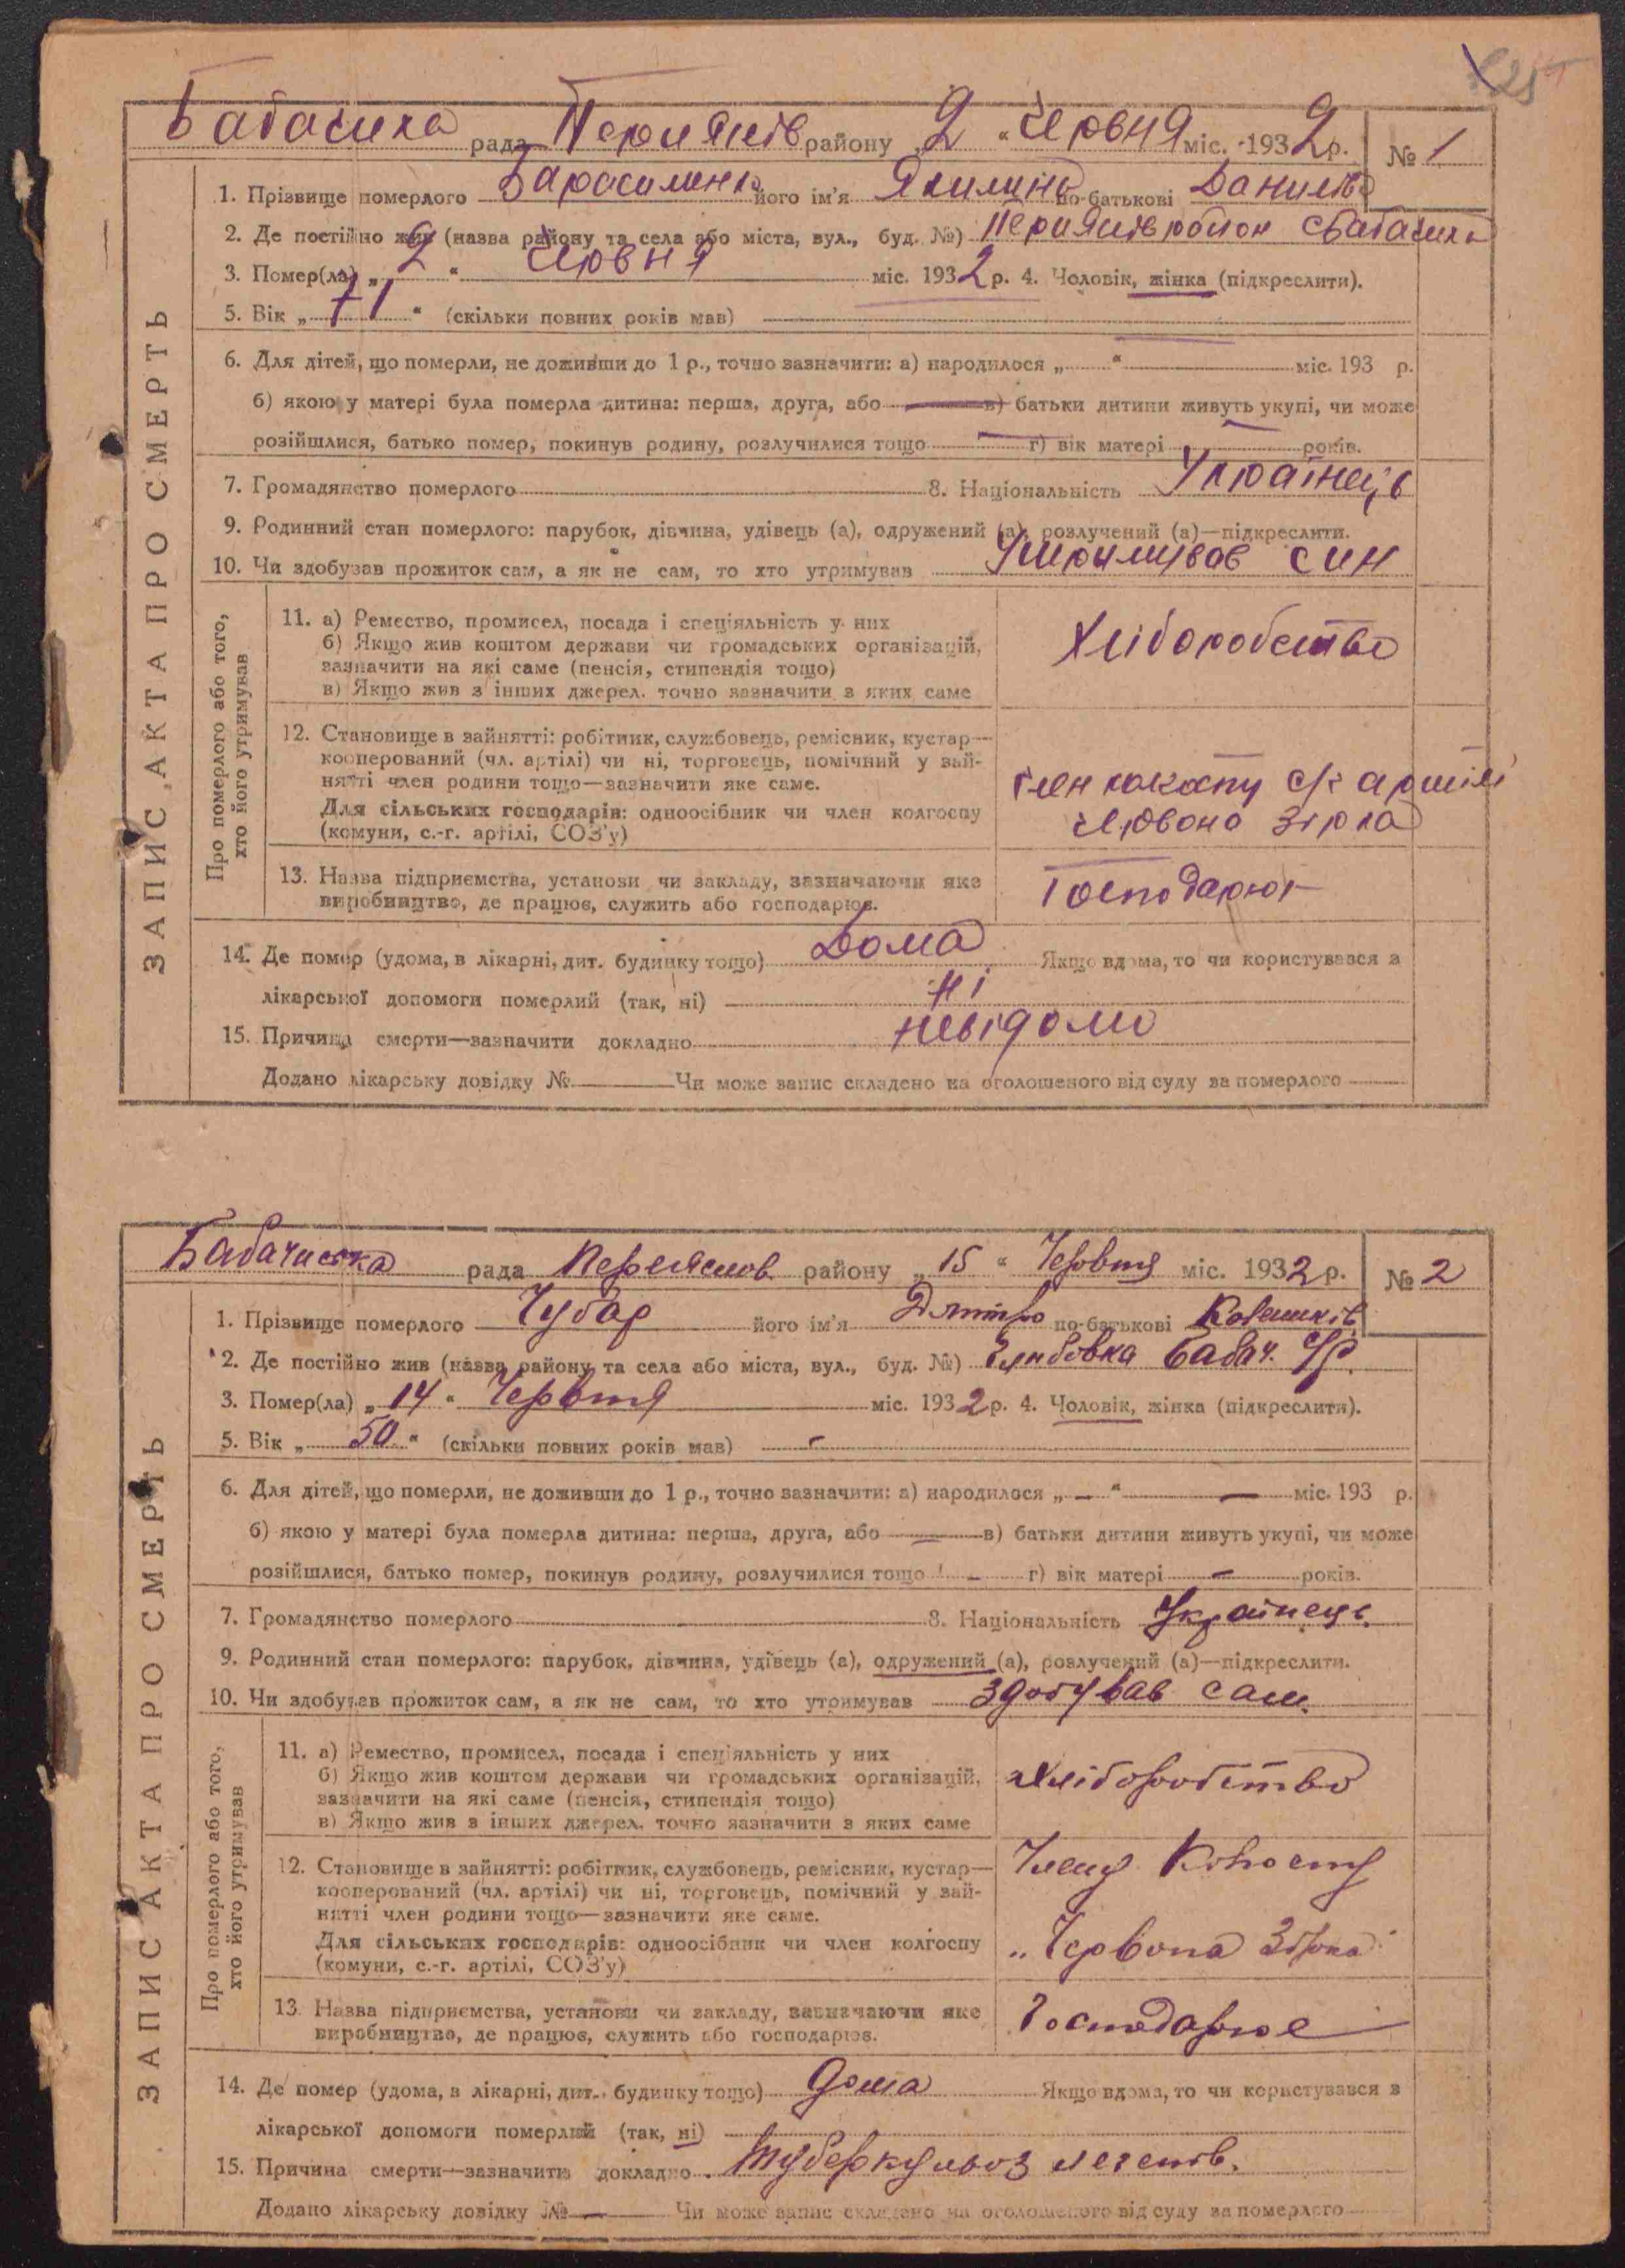 рада район у 2 " Червня міс. 1932 р. № 1
1. Прізвище померлого його ім'я по-батькові
2. Де постійно жив (назва району та села або міста, вул., буд. №)
3. Помер(ла) „ 2 " Червня міс. 1932 р. 4. Чоловік, жінка (підкреслити).
5. Вік „ 71 " (скільки повних років мав)
6. Для дітей, що померли, не доживши до 1 р., точно зазначити: а) народилося „ " міс. 193 р.
б) якою у матері була померла дитина: перша, друга, або в) батьки дитини живуть укупі, чи може
розійшлися, батько помер, покинув родину, розлучилися тощо г) вік матері років.
7. Громадянство померлого 8. Національність Українець
9. Родинний стан померлого: парубок, дівчина, удівець (а), одружений (а), розлучений (а)—підкреслити.
10. Чи здобував прожиток сам, а як не сам, то хто утримував Утримував син
ЗАПИС АКТА ПРО СМЕРТЬ
Про померлого або того,
хто його утримував
11. а) Ремество, промисел, посада і спеціяльність у них
б) Якщо жив коштом держави чи громадських організацій,
зазначити на які саме (пенсія, стипендія тощо)
в) Якщо жив з інших джерел, точно зазначити з яких саме
Хліборобство
12. Становище в зайнятті: робітник, службовець, ремісник, кустар—
кооперований (чл. артілі) чи ні, торговець, помічний у зай-
нятті член родини тощо—зазначити яке саме.
Для сільських господарів: одноосібник чи член колгоспу
(комуни, с.-г. артілі, СОЗ'у)
член с/г артілі
Червона Зірка
13. Назва підприємства, установи чи закладу, зазначаючи яке
виробництво, де працює, служить або господарює.
Господарює
14. Де помер (удома, в лікарні, дит. будинку тощо) Дома Якщо вдома, то чи користувався з
лікарської допомоги померлий (так, ні) Ні
15. Причина смерти—зазначити докладно невідомо
Додано лікарську довідку № Чи може запис складено на оголошеного від суду за померлого
Бабачиська рада Переяслов району „ 15 " Червня міс. 1932 р. № 2
1. Прізвище померлого Чубар його ім'я Дмитро по-батькові
2. Де постійно жив (назва району та села або міста, вул., буд. №) Бабач. С/Р.
3. Помер(ла) „ 14 " Червня міс. 1932 р. 4. Чоловік, жінка (підкреслити).
5. Вік „ 50 " (скільки повних років мав) -
6. Для дітей, що померли, не доживши до 1 р., точно зазначити: а) народилося „ — " — міс. 193 р.
б) якою у матері була померла дитина: перша, друга, або — в) батьки дитини живуть укупі, чи може
розійшлися, батько помер, покинув родину, розлучилися тощо — г) вік матері — років.
7. Громадянство померлого 8. Національність Українець.
9. Родинний стан померлого: парубок, дівчина, удівець (а), одружений (а), розлучений (а)—підкреслити.
10. Чи здобував прожиток сам, а як не сам, то хто утримував здобував сам.
ЗАПИС АКТА ПРО СМЕРТЬ
Про померлого або того,
хто його утримував
11. а) Ремество, промисел, посада і спеціяльність у них
б) Якщо жив коштом держави чи громадських організацій,
зазначити на які саме (пенсія, стипендія тощо)
в) Якщо жив з інших джерел, точно зазначити з яких саме
Хліборобство
12. Становище в зайнятті: робітник, службовець, ремісник, кустар—
кооперований (чл. артілі) чи ні, торговець, помічний у зай-
нятті член родини тощо—зазначити яке саме.
Для сільських господарів: одноосібник чи член колгоспу
(комуни, с.-г. артілі, СОЗ'у)
„Червона Зірка"
13. Назва підприємства, установи чи закладу, зазначаючи яке
виробництво, де працює, служить або господарює.
Господарює
14. Де помер (удома, в лікарні, дит. будинку тощо) Дома Якщо вдома, то чи користувався з
лікарської допомоги померлий (так, ні)
15. Причина смерти—зазначити докладно Туберкульоз легенів.
Додано лікарську довідку № — Чи може запис складено на оголошеного від суду за померлого